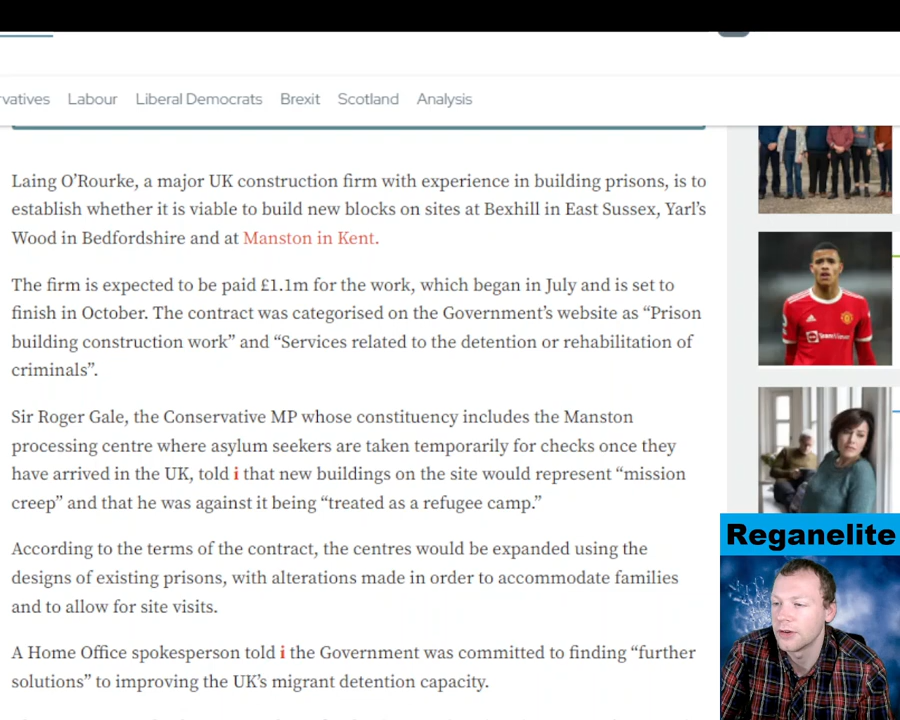 rvatives Labour Liberal Democrats Brexit Scotland Analysis
Laing O’Rourke, a major UK construction firm with experience in building prisons, is to
establish whether it is viable to build new blocks on sites at Bexhill in East Sussex, Yarl’s
Wood in Bedfordshire and at Manston in Kent.
The firm is expected to be paid £1.1m for the work, which began in July and is set to
finish in October. The contract was categorised on the Government’s website as “Prison
building construction work” and “Services related to the detention or rehabilitation of
criminals”.
Sir Roger Gale, the Conservative MP whose constituency includes the Manston
processing centre where asylum seekers are taken temporarily for checks once they
have arrived in the UK, told i that new buildings on the site would represent “mission
creep” and that he was against it being “treated as a refugee camp.”
According to the terms of the contract, the centres would be expanded using the
designs of existing prisons, with alterations made in order to accommodate families
and to allow for site visits.
A Home Office spokesperson told i the Government was committed to finding “further
solutions” to improving the UK’s migrant detention capacity.
Reganelite